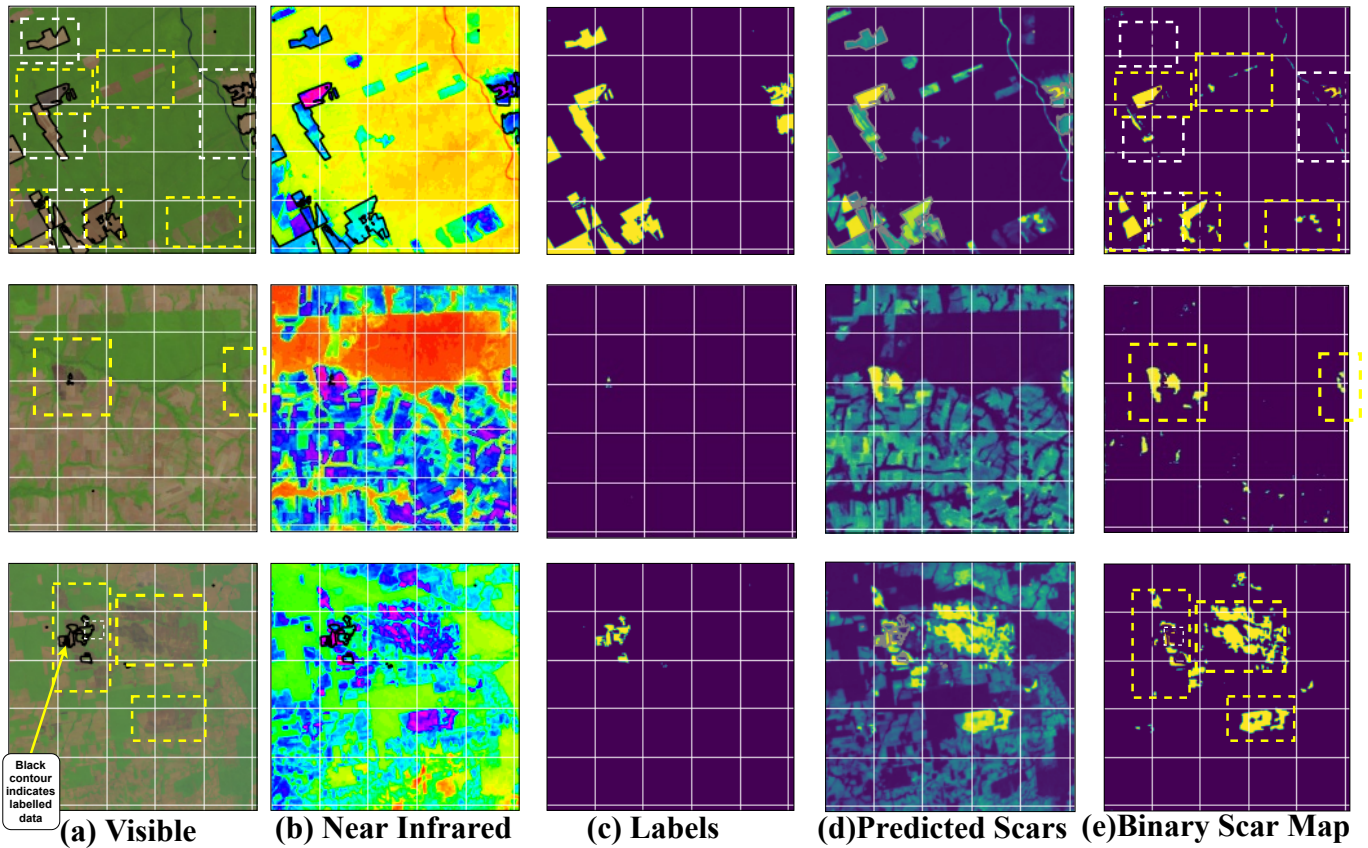 Black
contour
indicates
labelled
data
(a) Visible
(b) Near Infrared
(c) Labels
(d)Predicted Scars
(e)Binary Scar Map